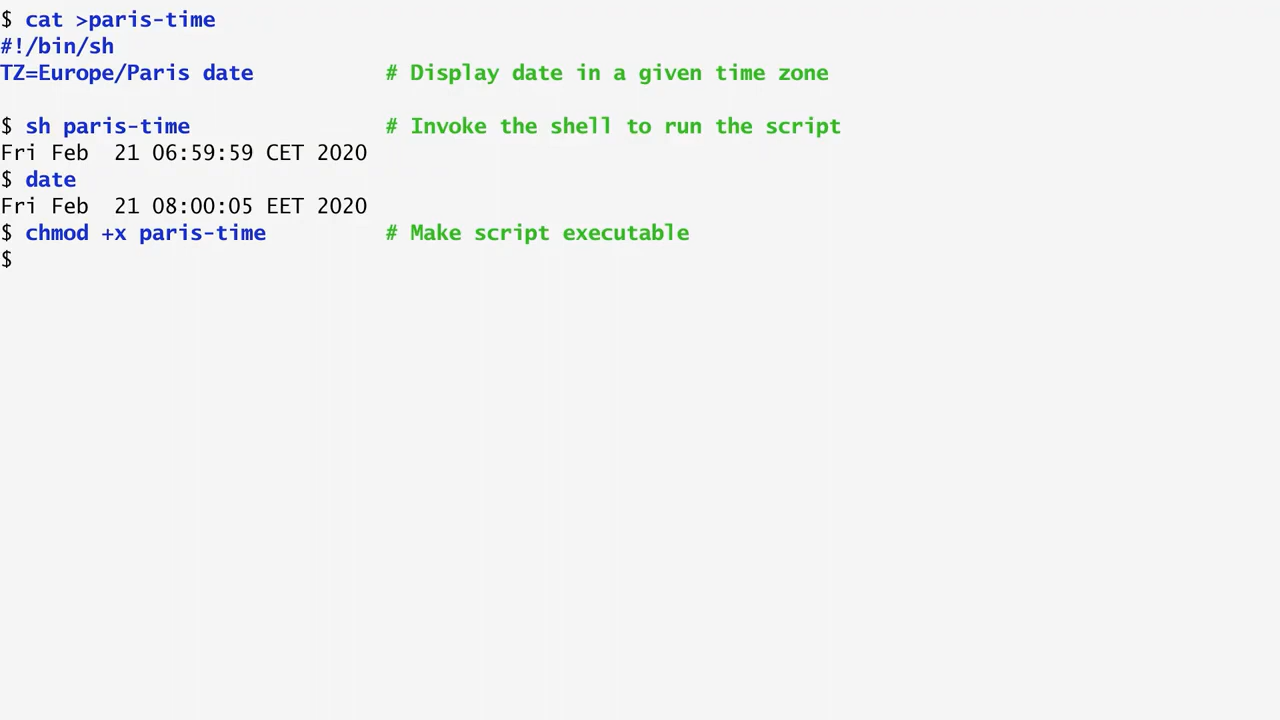 $ cat >paris-time
#!/bin/sh
TZ=Europe/Paris date # Display date in a given time zone
$ sh paris-time # Invoke the shell to run the script
Fri Feb  21 06:59:59 CET 2020
$ date
Fri Feb  21 08:00:05 EET 2020
$ chmod +x paris-time # Make script executable
$